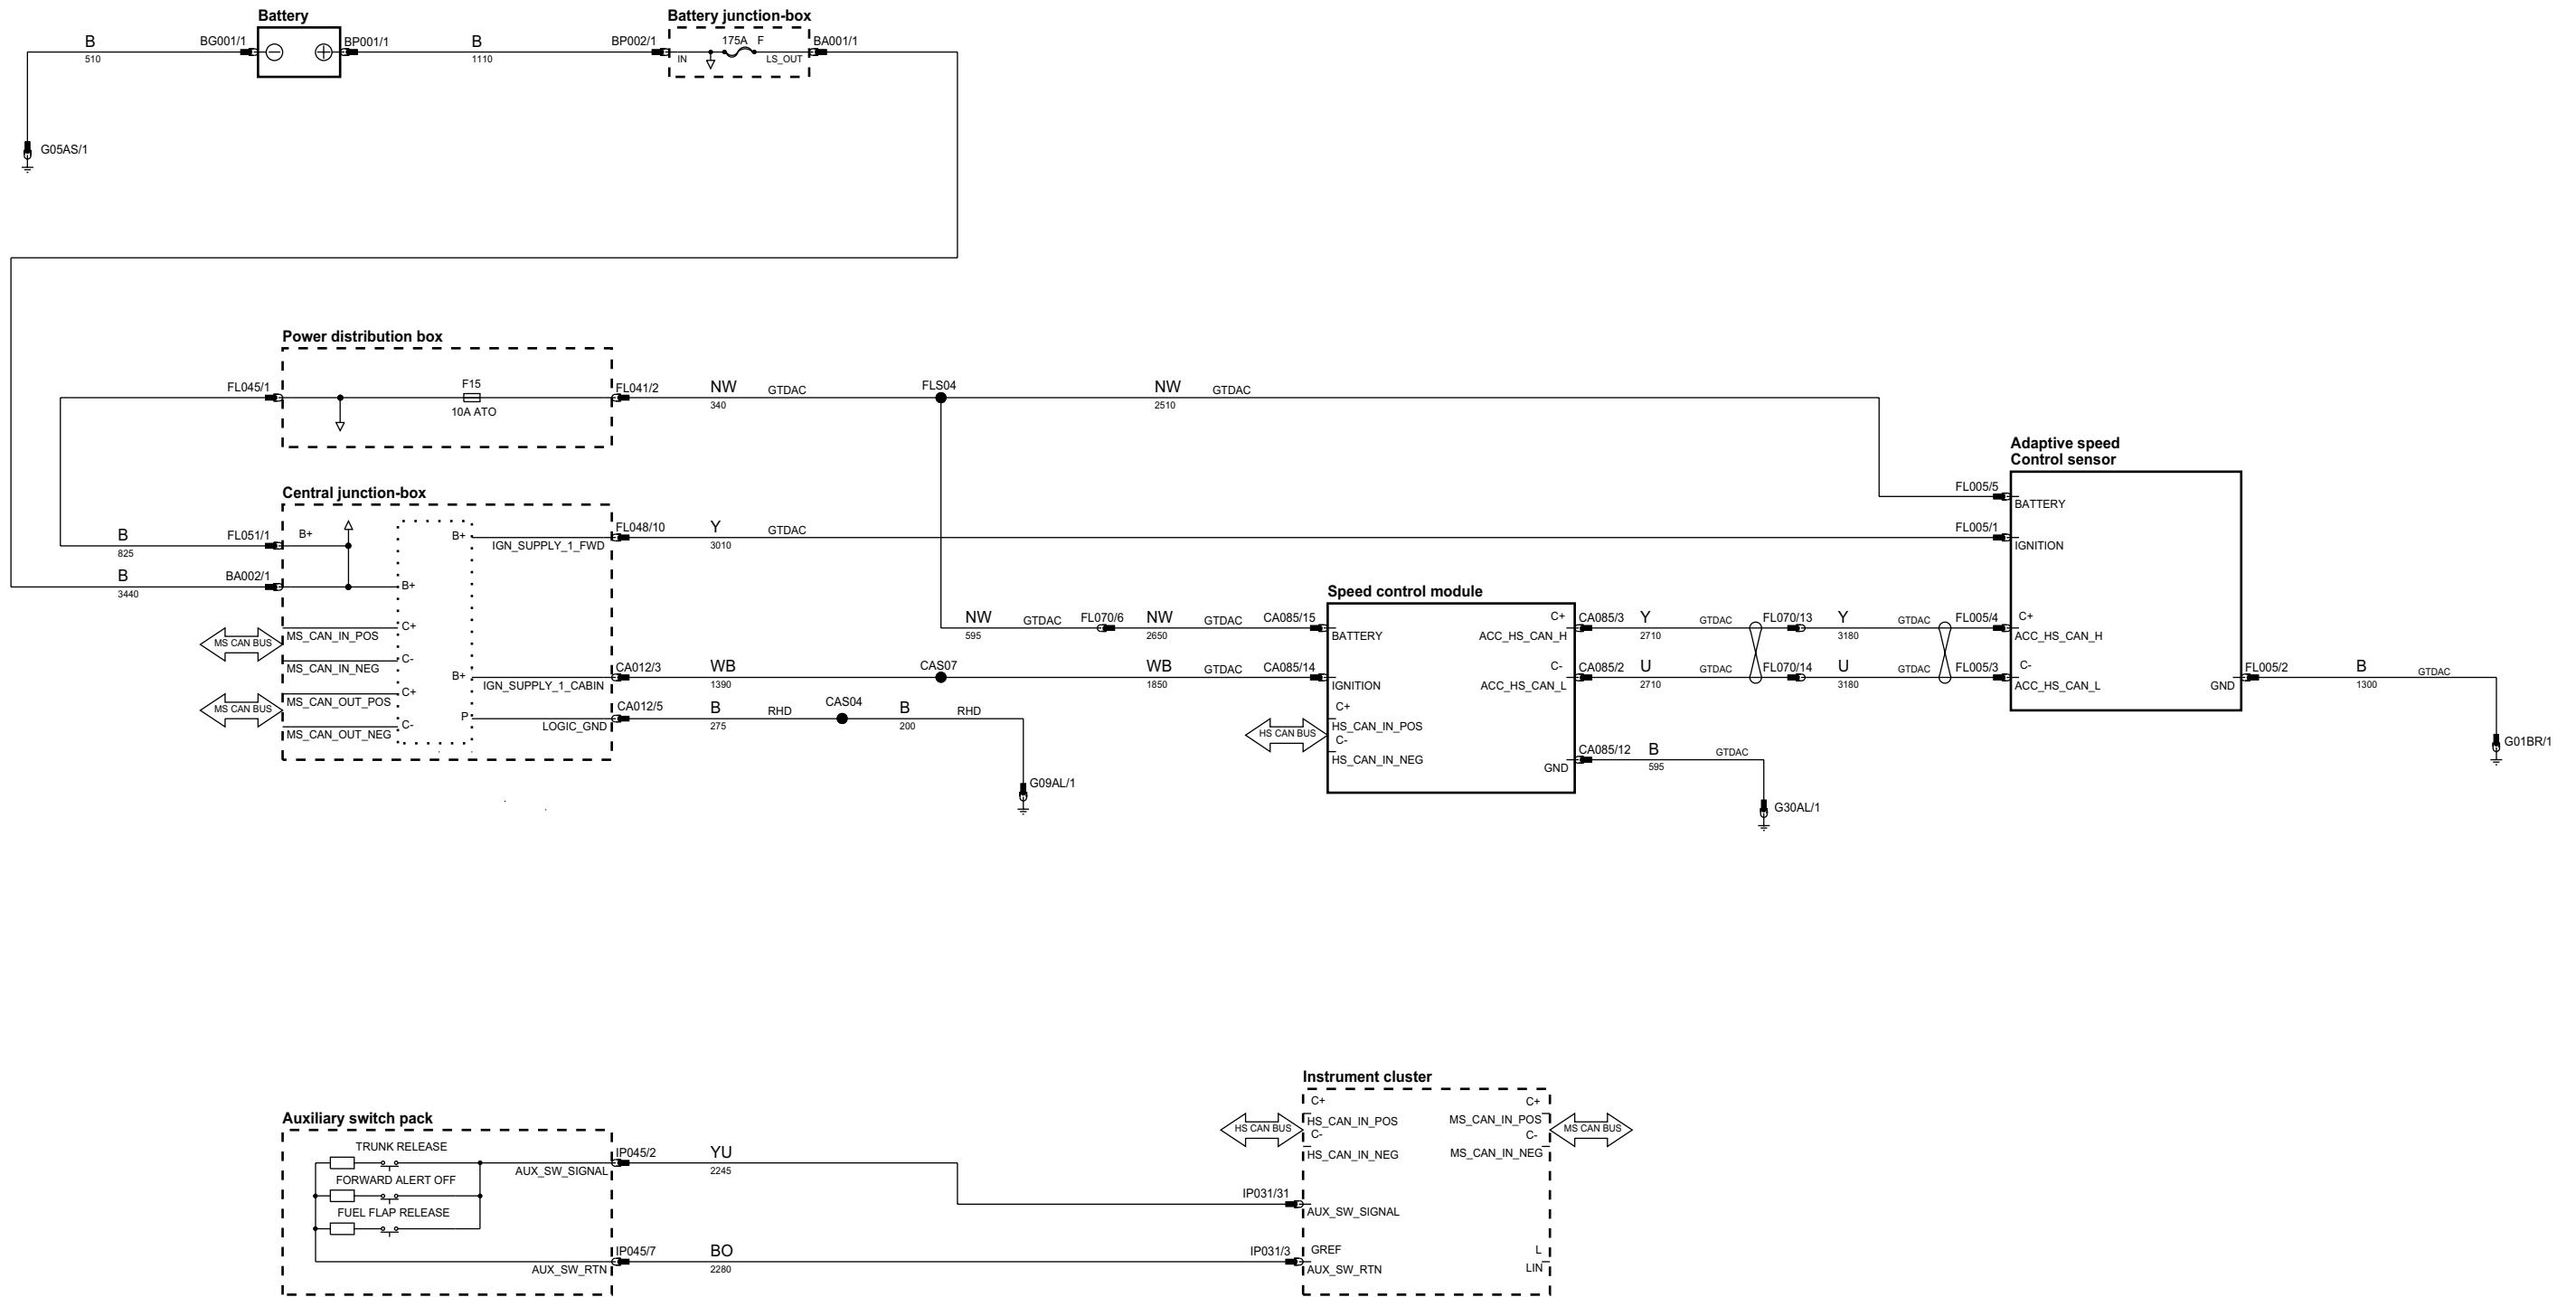 Battery
Battery junction-box
B
510
BG001/1
BP001/1
B
1110
BP002/1
175A F
IN
LS_OUT
BA001/1
G05AS/1
Power distribution box
FL045/1
F15
10A ATO
FL041/2
NW
340
GTDAC
FLS04
NW
2510
GTDAC
Adaptive speed
Control sensor
FL005/5
BATTERY
Central junction-box
B
825
FL051/1
B+
B+
IGN_SUPPLY_1_FWD
FL048/10
Y
3010
GTDAC
FL005/1
IGNITION
B
3440
BA002/1
B+
Speed control module
MS CAN BUS
MS_CAN_IN_POS
C+
MS_CAN_IN_NEG
C-
NW
595
GTDAC
FL070/6
NW
2650
GTDAC
CA085/15
BATTERY
C+
ACC_HS_CAN_H
CA085/3
Y
2710
GTDAC
FL070/13
Y
3180
GTDAC
FL005/4
C+
ACC_HS_CAN_H
B+
IGN_SUPPLY_1_CABIN
CA012/3
WB
1390
CAS07
WB
1850
GTDAC
CA085/14
IGNITION
C-
ACC_HS_CAN_L
CA085/2
U
2710
GTDAC
FL070/14
U
3180
GTDAC
FL005/3
C-
ACC_HS_CAN_L
GND
FL005/2
B
1300
GTDAC
MS CAN BUS
MS_CAN_OUT_POS
C+
MS_CAN_OUT_NEG
C-
P
LOGIC_GND
CA012/5
B
275
RHD
CAS04
B
200
RHD
HS CAN BUS
C+
HS_CAN_IN_POS
C-
HS_CAN_IN_NEG
GND
CA085/12
B
595
GTDAC
G01BR/1
G09AL/1
G30AL/1
Instrument cluster
Auxiliary switch pack
HS CAN BUS
C+
HS_CAN_IN_POS
C-
HS_CAN_IN_NEG
C+
MS_CAN_IN_POS
C-
MS_CAN_IN_NEG
MS CAN BUS
TRUNK RELEASE
AUX_SW_SIGNAL
IP045/2
YU
2245
FORWARD ALERT OFF
FUEL FLAP RELEASE
IP031/31
AUX_SW_SIGNAL
AUX_SW_RTN
IP045/7
BO
2280
IP031/3
GREF
AUX_SW_RTN
L
LIN